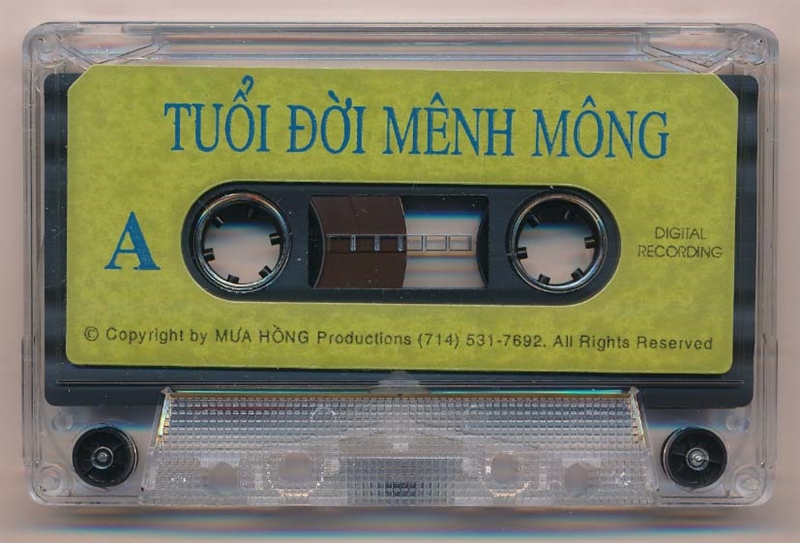 TUỔI ĐỜI MÊNH MÔNG
A
DIGITAL
RECORDING
© Copyright by MƯA HỒNG Productions (714) 531-7692. All Rights Reserved